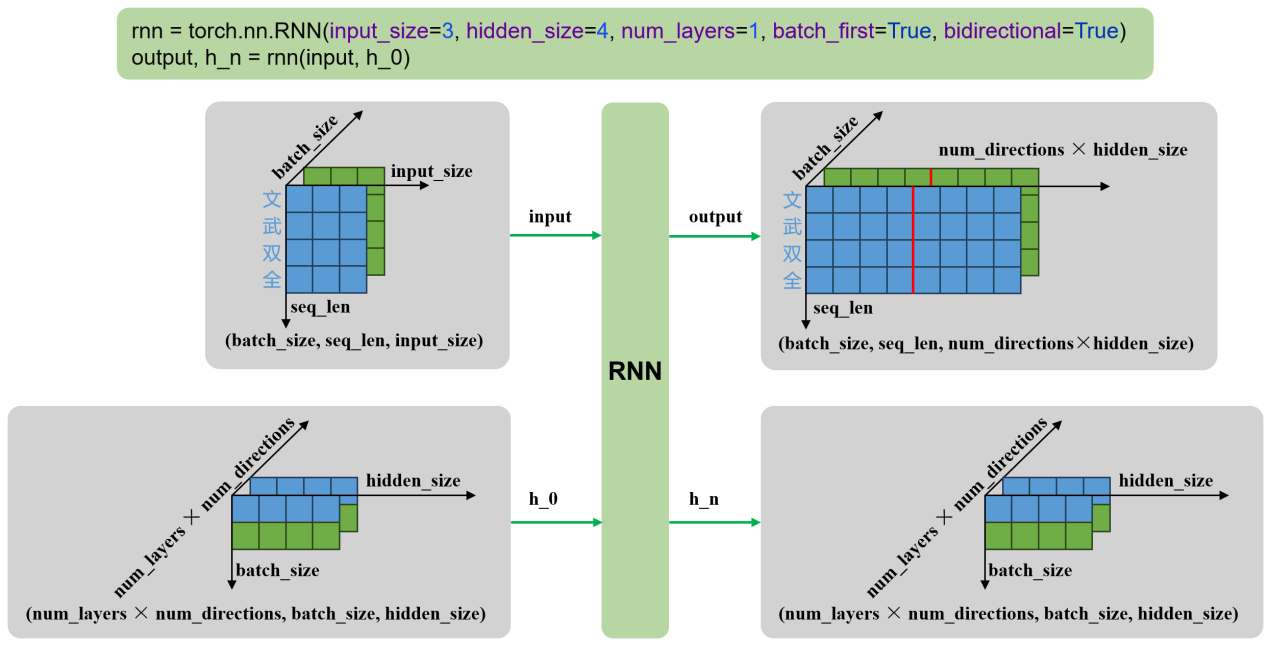 rnn = torch.nn.RNN(input_size=3, hidden_size=4, num_layers=1, batch_first=True, bidirectional=True)
output, h_n = rnn(input, h_0)
batch_size
input_size
文
武
双
全
seq_len
(batch_size, seq_len, input_size)
input
RNN
output
batch_size
num_directions × hidden_size
文
武
双
全
seq_len
(batch_size, seq_len, num_directions×hidden_size)
num_layers × num_directions
hidden_size
batch_size
(num_layers × num_directions, batch_size, hidden_size)
h_0
h_n
num_layers × num_directions
hidden_size
batch_size
(num_layers × num_directions, batch_size, hidden_size)